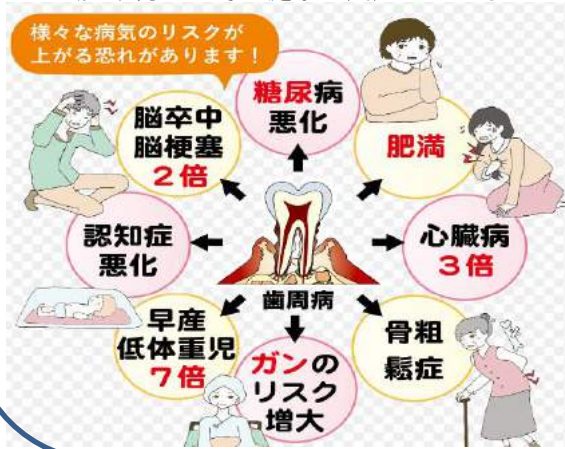 様々な病気のリスクが
上がる恐れがあります！
糖尿病
悪化
肥満
脳卒中
脳梗塞
2倍
認知症
悪化
心臓病
3倍
歯周病
早産
低体重児
7倍
ガンの
リスク
増大
骨粗
鬆症